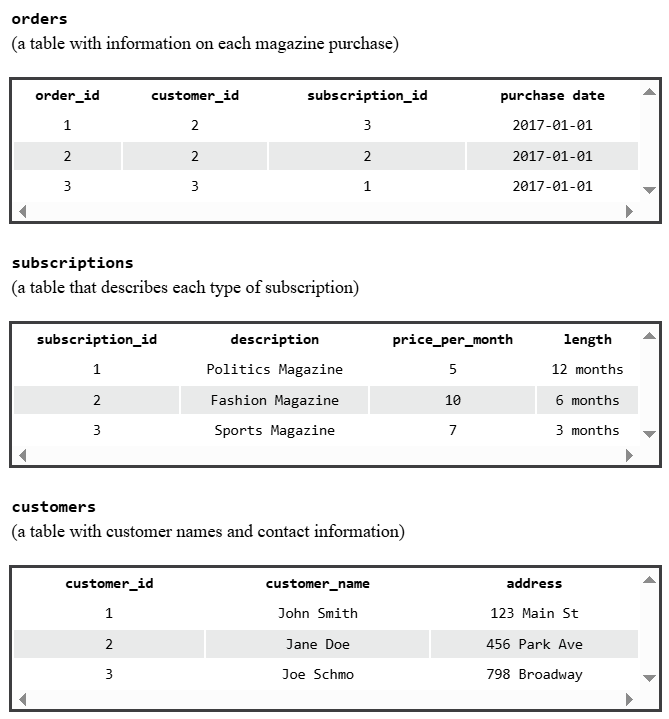 orders
(a table with information on each magazine purchase)
order_id customer_id subscription_id purchase date
1 2 3 2017-01-01
2 2 2 2017-01-01
3 3 1 2017-01-01
subscriptions
(a table that describes each type of subscription)
subscription_id description price_per_month length
1 Politics Magazine 5 12 months
2 Fashion Magazine 10 6 months
3 Sports Magazine 7 3 months
customers
(a table with customer names and contact information)
customer_id customer_name address
1 John Smith 123 Main St
2 Jane Doe 456 Park Ave
3 Joe Schmo 798 Broadway